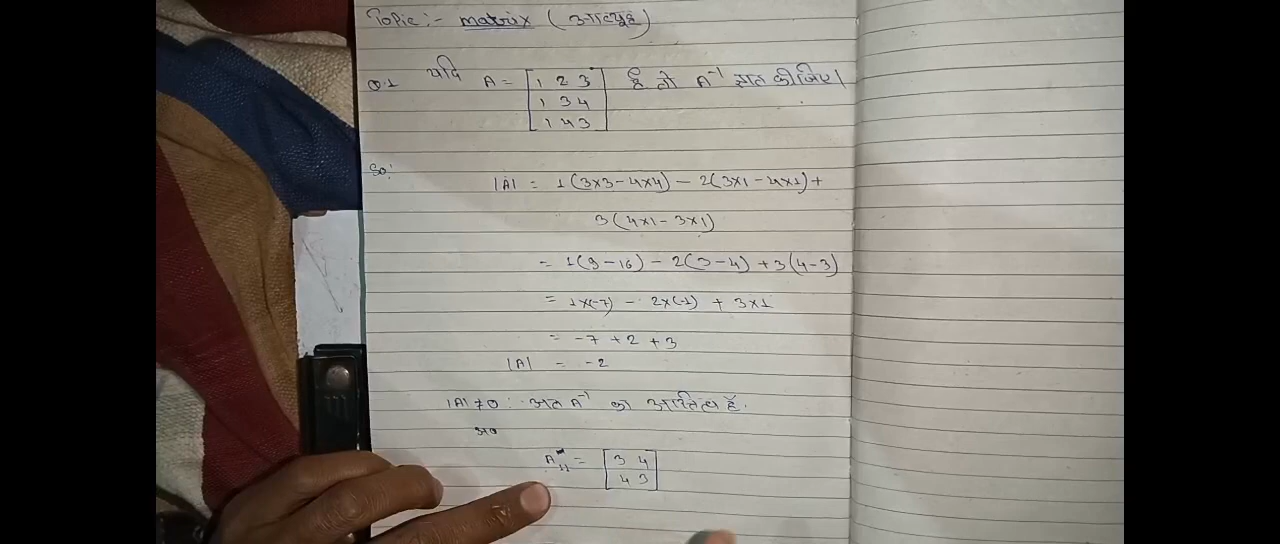 Topic:- matrix (आव्यूह)
Q.1 यदि A = [1 2 3
1 3 4
1 4 3] है तो A⁻¹ ज्ञात कीजिए।
So!
|A| = 1(3×3-4×4) - 2(3×1-4×1) +
3(4×1-3×1)
= 1(9-16) - 2(3-4) + 3(4-3)
= 1×(-7) - 2×(-1) + 3×1
= -7 + 2 + 3
|A| = -2
|A| ≠ 0 : अतः A⁻¹ का अस्तित्व है.
अब
A₁₁ = [3 4
4 3]